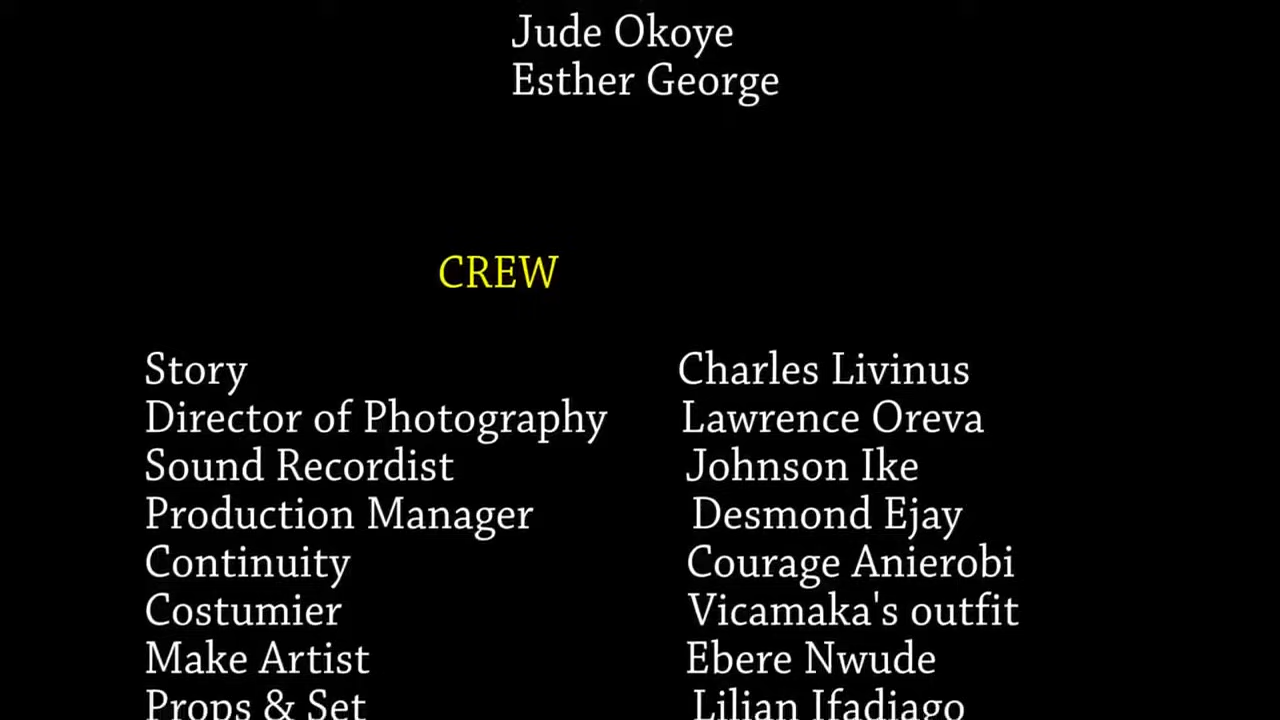 Jude Okoye
Esther George
CREW
Story Charles Livinus
Director of Photography Lawrence Oreva
Sound Recordist Johnson Ike
Production Manager Desmond Ejay
Continuity Courage Anierobi
Costumier Vicamaka's outfit
Make Artist Ebere Nwude
Props & Set Lilian Ifadiago